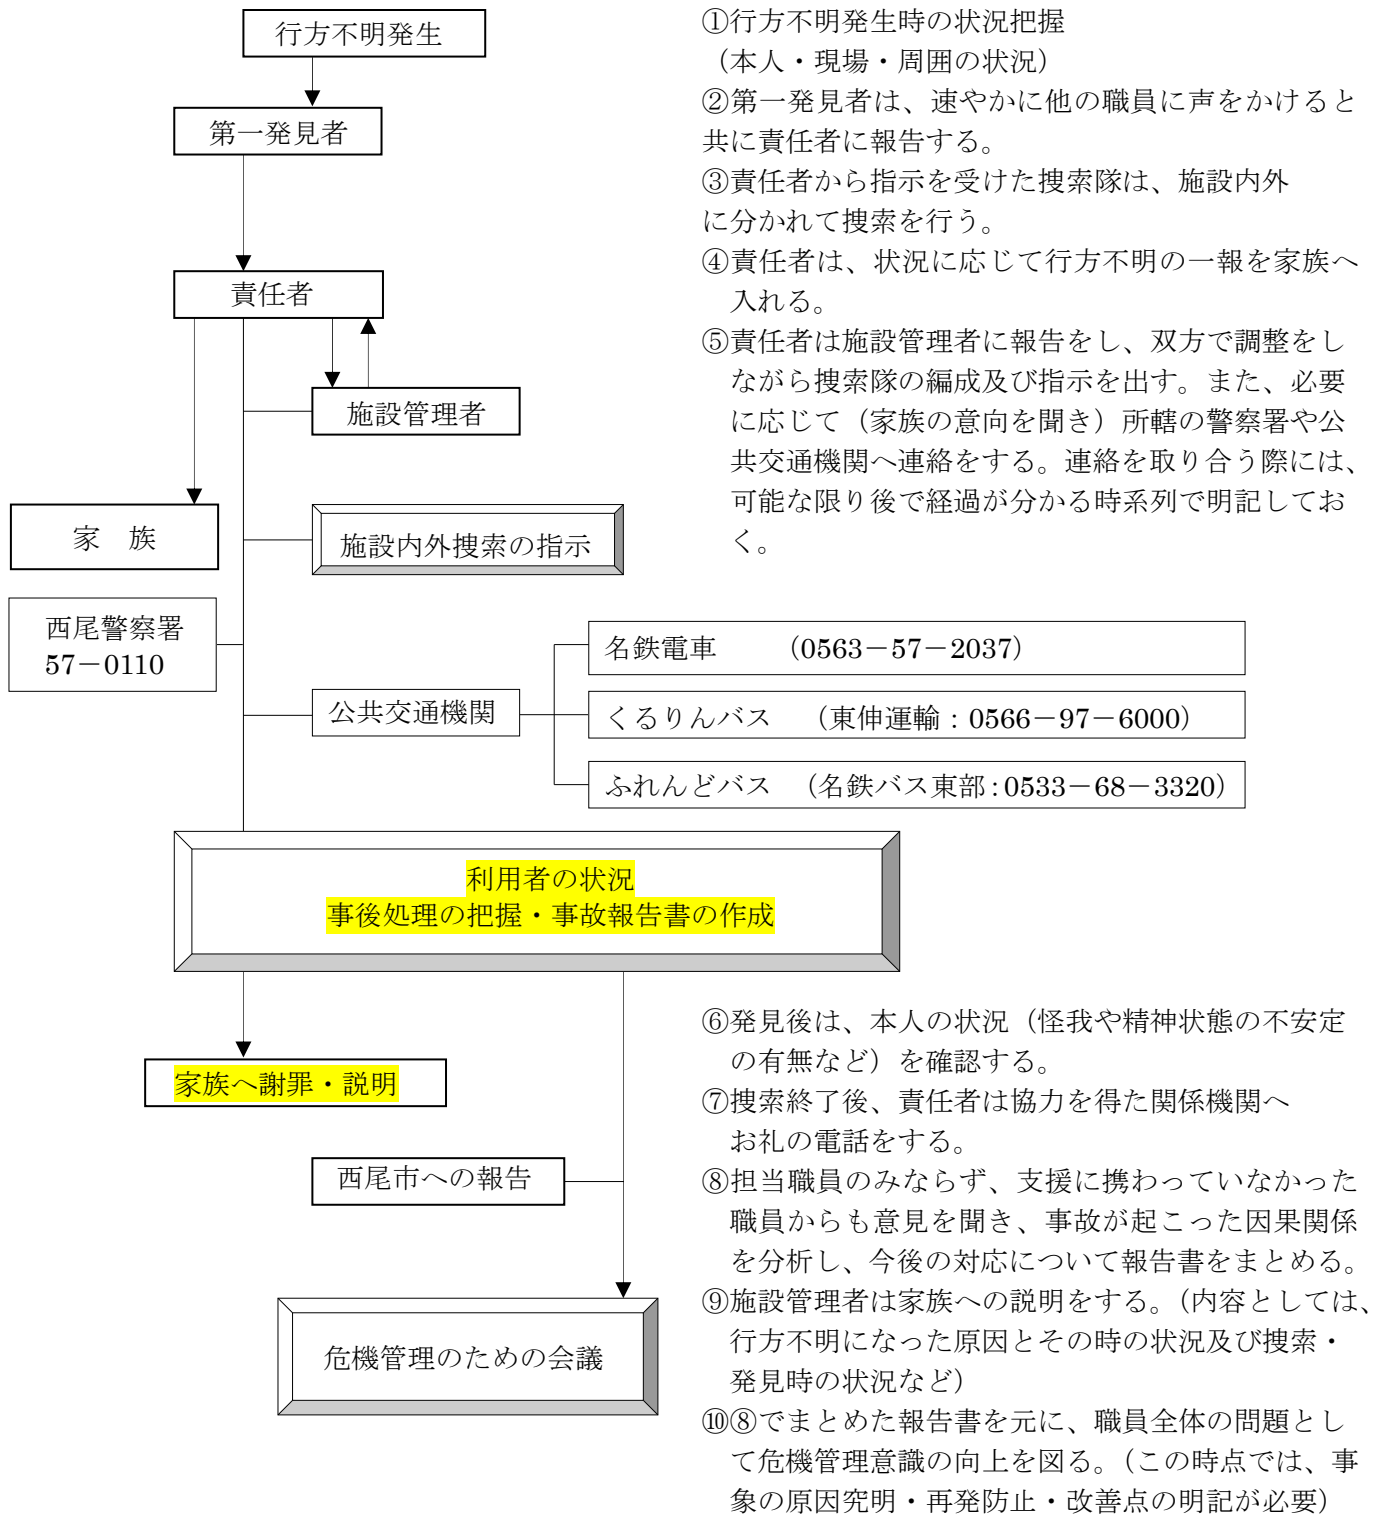 行方不明発生
第一発見者
責任者
施設管理者
家　族
施設内外捜索の指示
西尾警察署
57－0110
公共交通機関
名鉄電車　　（0563－57－2037）
くるりんバス　（東伸運輸：0566－97－6000）
ふれんどバス　（名鉄バス東部：0533－68－3320）
利用者の状況
事後処理の把握・事故報告書の作成
家族へ謝罪・説明
西尾市への報告
危機管理のための会議
①行方不明発生時の状況把握
（本人・現場・周囲の状況）
②第一発見者は、速やかに他の職員に声をかけると
共に責任者に報告する。
③責任者から指示を受けた捜索隊は、施設内外
に分かれて捜索を行う。
④責任者は、状況に応じて行方不明の一報を家族へ
入れる。
⑤責任者は施設管理者に報告をし、双方で調整をし
ながら捜索隊の編成及び指示を出す。また、必要
に応じて（家族の意向を聞き）所轄の警察署や公
共交通機関へ連絡をする。連絡を取り合う際には、
可能な限り後で経過が分かる時系列で明記してお
く。
⑥発見後は、本人の状況（怪我や精神状態の不安定
の有無など）を確認する。
⑦捜索終了後、責任者は協力を得た関係機関へ
お礼の電話をする。
⑧担当職員のみならず、支援に携わっていなかった
職員からも意見を聞き、事故が起こった因果関係
を分析し、今後の対応について報告書をまとめる。
⑨施設管理者は家族への説明をする。（内容としては、
行方不明になった原因とその時の状況及び捜索・
発見時の状況など）
⑩⑧でまとめた報告書を元に、職員全体の問題とし
て危機管理意識の向上を図る。（この時点では、事
象の原因究明・再発防止・改善点の明記が必要）